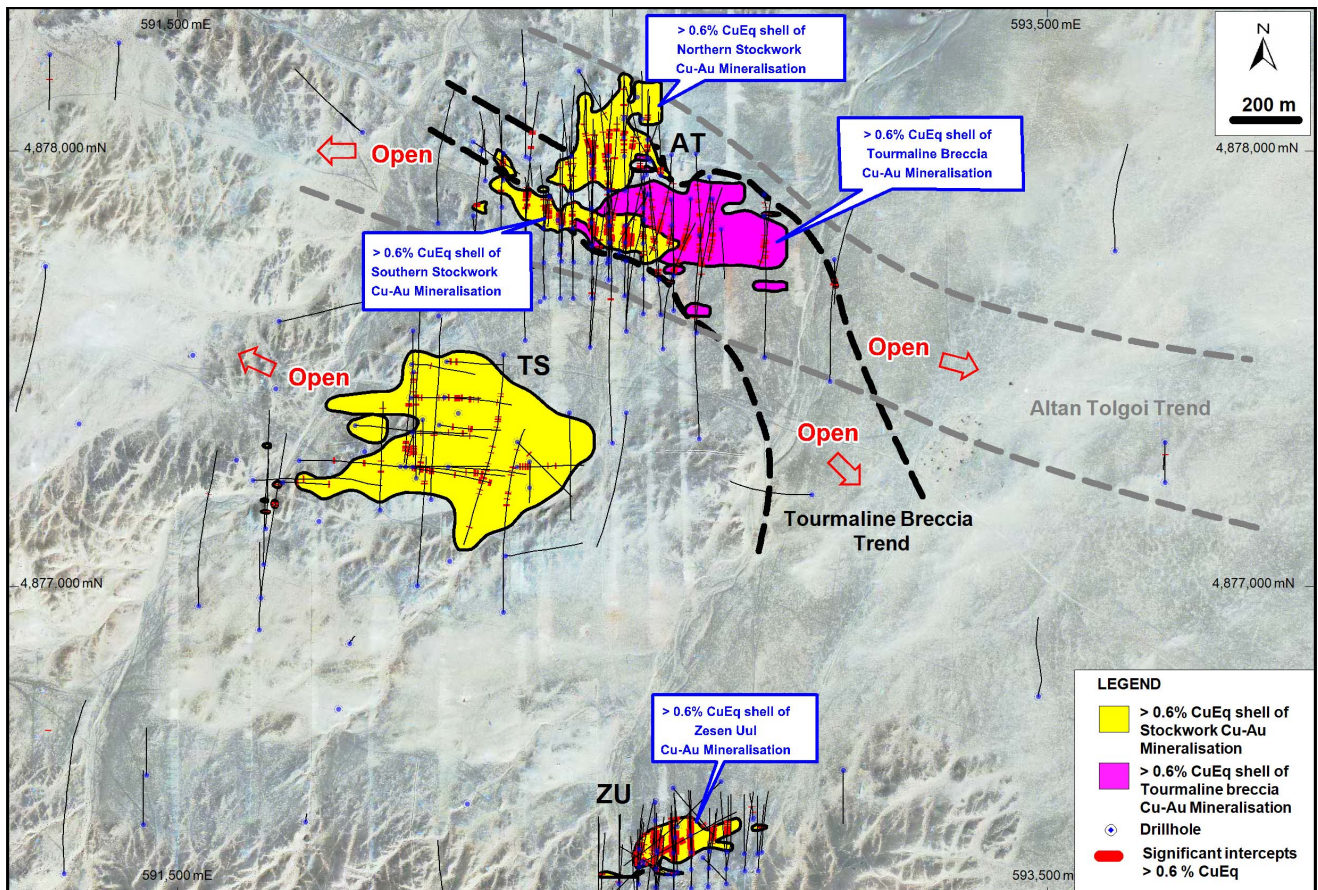 591,500 mE
593,500 mE
> 0.6% CuEq shell of
Northern Stockwork
Cu-Au Mineralisation
N
200 m
4,878,000 mN
4,878,000 mN
Open
AT
> 0.6% CuEq shell of
Tourmaline Breccia
Cu-Au Mineralisation
> 0.6% CuEq shell of
Southern Stockwork
Cu-Au Mineralisation
Open
TS
Open
Altan Tolgoi Trend
Open
Tourmaline Breccia
Trend
4,877,000 mN
4,877,000 mN
> 0.6% CuEq shell of
Zesen Uul
Cu-Au Mineralisation
ZU
LEGEND
> 0.6% CuEq shell of
Stockwork Cu-Au
Mineralisation
> 0.6% CuEq shell of
Tourmaline breccia
Cu-Au Mineralisation
Drillhole
Significant intercepts
> 0.6 % CuEq
591,500 mE
593,500 mE